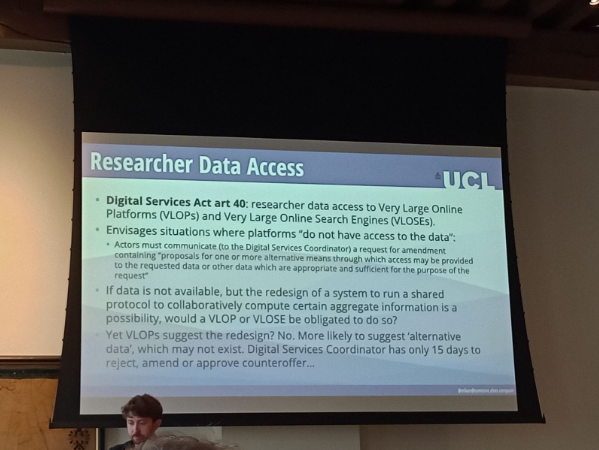 Researcher Data Access
UCL
• Digital Services Act art 40: researcher data access to Very Large Online
Platforms (VLOPs) and Very Large Online Search Engines (VLOSEs).
• Envisages situations where platforms “do not have access to the data”:
• Actors must communicate (to the Digital Services Coordinator) a request for amendment
containing “proposals for one or more alternative means through which access may be provided
to the requested data or other data which are appropriate and sufficient for the purpose of the
request”
• If data is not available, but the redesign of a system to run a shared
protocol to collaboratively compute certain aggregate information is a
possibility, would a VLOP or VLOSE be obligated to do so?
• Yet VLOPs suggest the redesign? No. More likely to suggest ‘alternative
data’, which may not exist. Digital Services Coordinator has only 15 days to
reject, amend or approve counteroffer...